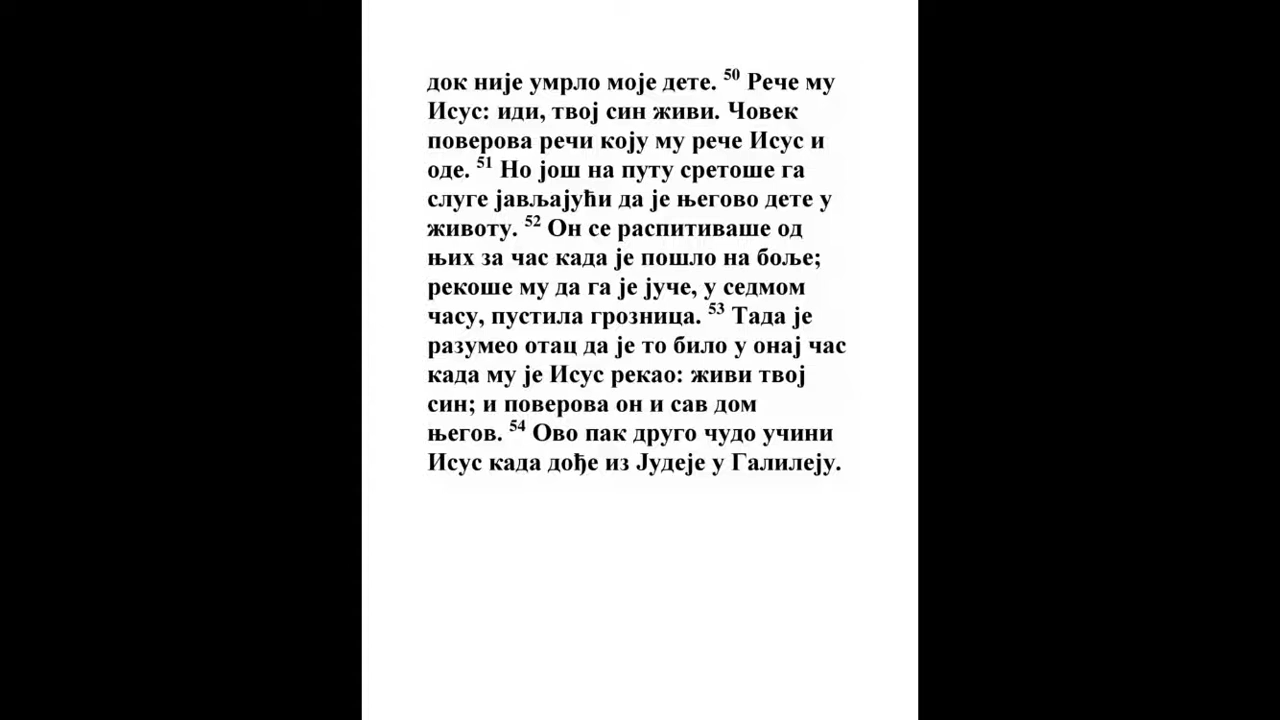 док није умрло моје дете. 50 Рече му
Исус: иди, твој син живи. Човек
поверова речи коју му рече Исус и
оде. 51 Но још на путу сретоше га
слуге јављајући да је његово дете у
животу. 52 Он се распитиваше од
њих за час када је пошло на боље;
рекоше му да га је јуче, у седмом
часу, пустила грозница. 53 Тада је
разумео отац да је то било у онај час
када му је Исус рекао: живи твој
син; и поверова он и сав дом
његов. 54 Ово пак друго чудо учини
Исус када дође из Јудеје у Галилеју.